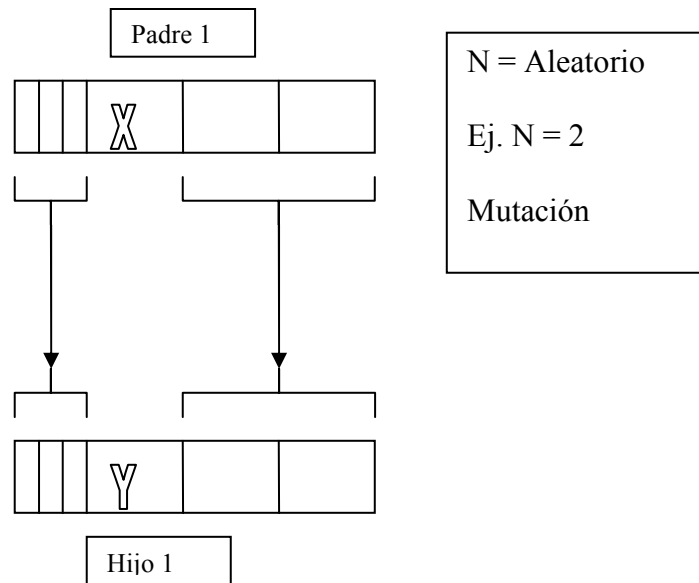 Padre 1
X
N = Aleatorio
Ej. N = 2
Mutación
Y
Hijo 1